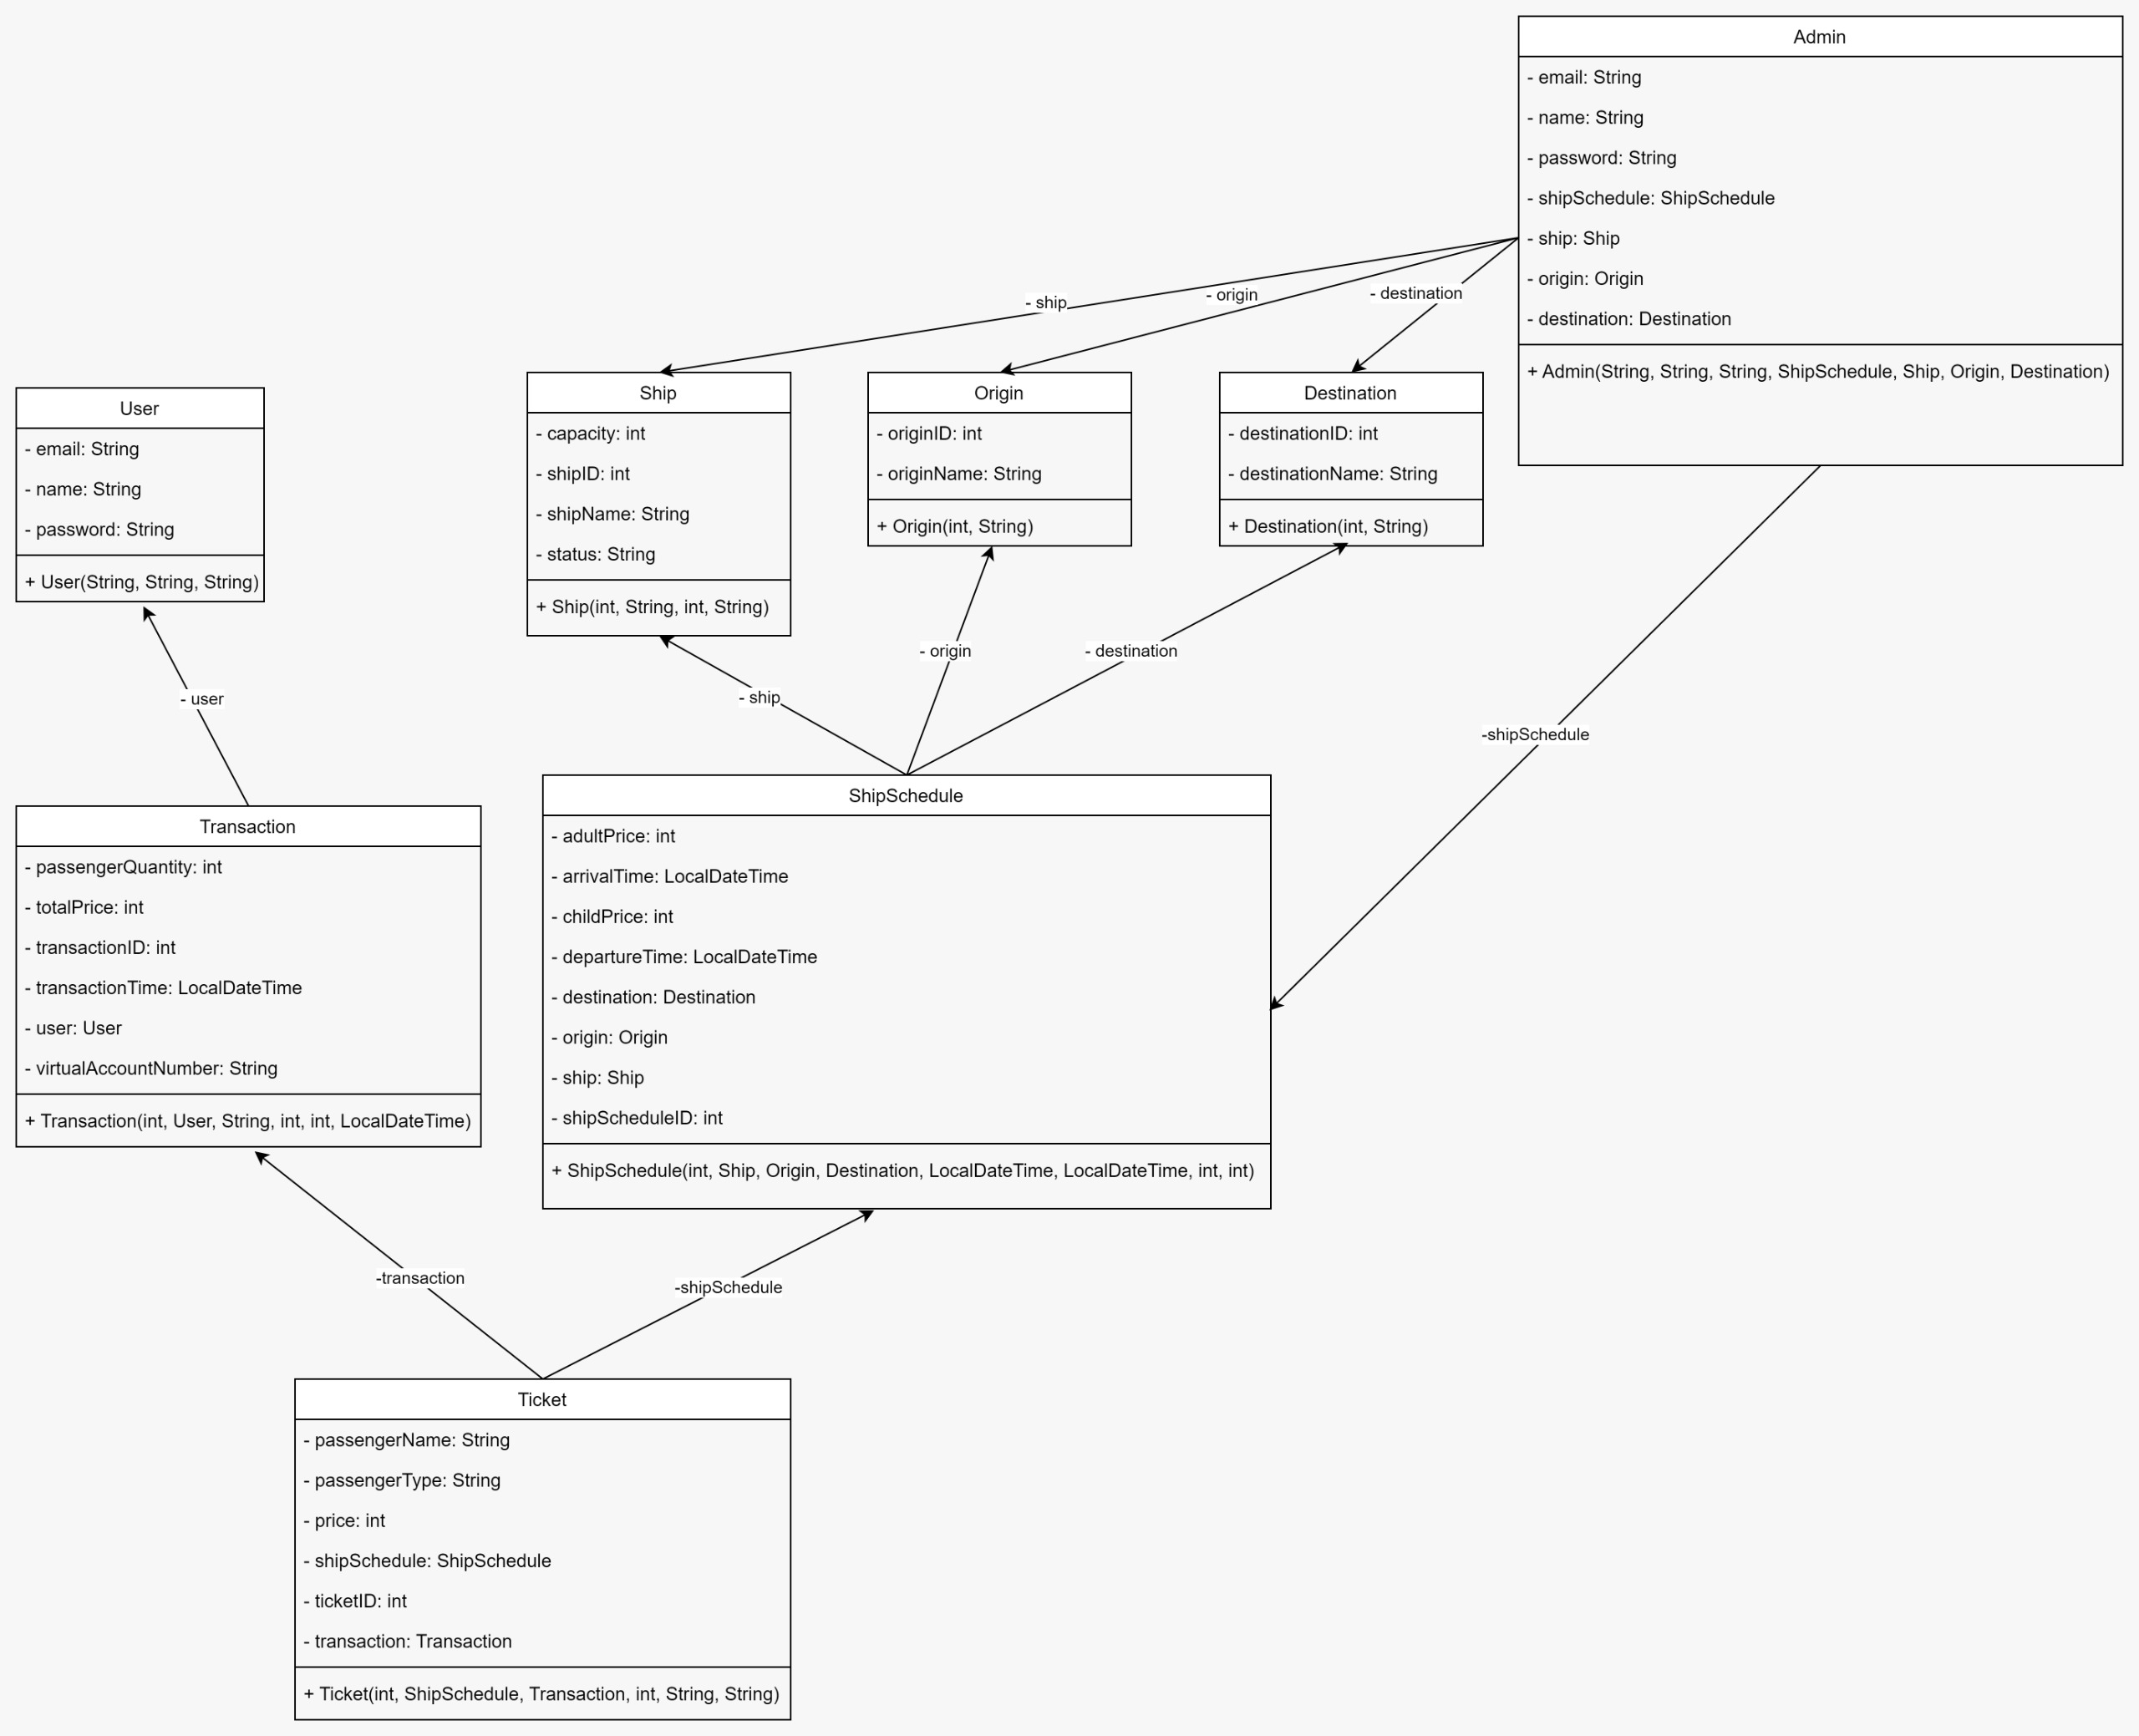 Admin
- email: String
- name: String
- password: String
- shipSchedule: ShipSchedule
- ship: Ship
- origin: Origin
- destination: Destination
+ Admin(String, String, String, ShipSchedule, Ship, Origin, Destination)
- ship
- origin
- destination
User
- email: String
- name: String
- password: String
+ User(String, String, String)
Ship
- capacity: int
- shipID: int
- shipName: String
- status: String
+ Ship(int, String, int, String)
Origin
- originID: int
- originName: String
+ Origin(int, String)
Destination
- destinationID: int
- destinationName: String
+ Destination(int, String)
- user
- ship
- origin
- destination
-shipSchedule
Transaction
- passengerQuantity: int
- totalPrice: int
- transactionID: int
- transactionTime: LocalDateTime
- user: User
- virtualAccountNumber: String
+ Transaction(int, User, String, int, int, LocalDateTime)
ShipSchedule
- adultPrice: int
- arrivalTime: LocalDateTime
- childPrice: int
- departureTime: LocalDateTime
- destination: Destination
- origin: Origin
- ship: Ship
- shipScheduleID: int
+ ShipSchedule(int, Ship, Origin, Destination, LocalDateTime, LocalDateTime, int, int)
-transaction
-shipSchedule
Ticket
- passengerName: String
- passengerType: String
- price: int
- shipSchedule: ShipSchedule
- ticketID: int
- transaction: Transaction
+ Ticket(int, ShipSchedule, Transaction, int, String, String)